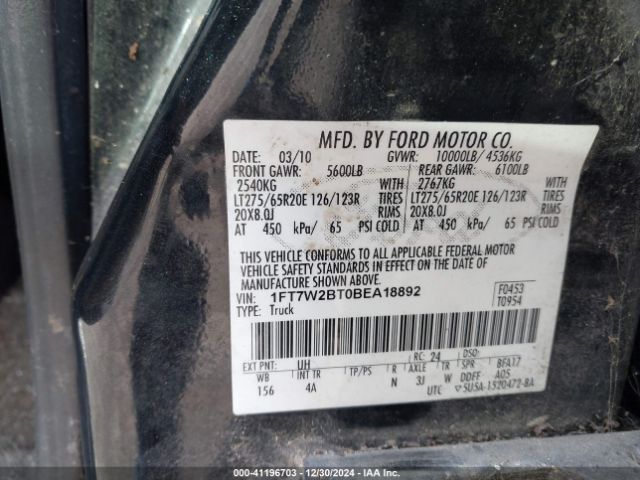 MFD. BY FORD MOTOR CO.
DATE: 03/10 GVWR: 10000LB/ 4536KG
FRONT GAWR: 5600LB REAR GAWR: 6100LB
2540KG WITH 2767KG WITH
LT275/65R20E 126/123R TIRES LT275/65R20E 126/123R TIRES
20X8.0J RIMS 20X8.0J RIMS
AT 450 kPa/ 65 PSI COLD AT 450 kPa/ 65 PSI COLD
THIS VEHICLE CONFORMS TO ALL APPLICABLE FEDERAL MOTOR
VEHICLE SAFETY STANDARDS IN EFFECT ON THE DATE OF
MANUFACTURE SHOWN ABOVE.
VIN: 1FT7W2BT0BEA18892 F0453
TYPE: Truck T0954
EXT PNT: UH RC: 24 DSO:
WB INT TR TP/PS R AXLE TR SPR BFA17
156 4A N 3J W DDFF A05
UTC ▽5U5A-1520472-BA
000-41196703 - 12/30/2024 - IAA Inc.